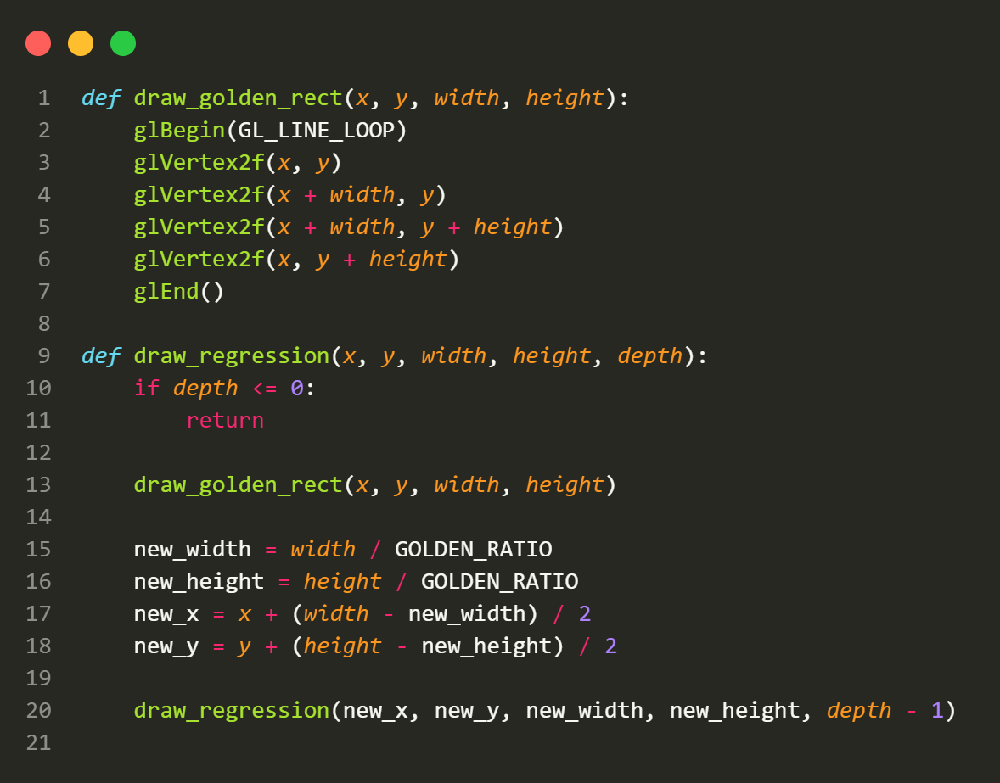 1 def draw_golden_rect(x, y, width, height):
2     glBegin(GL_LINE_LOOP)
3     glVertex2f(x, y)
4     glVertex2f(x + width, y)
5     glVertex2f(x + width, y + height)
6     glVertex2f(x, y + height)
7     glEnd()
8
9 def draw_regression(x, y, width, height, depth):
10     if depth <= 0:
11         return
12
13     draw_golden_rect(x, y, width, height)
14
15     new_width = width / GOLDEN_RATIO
16     new_height = height / GOLDEN_RATIO
17     new_x = x + (width - new_width) / 2
18     new_y = y + (height - new_height) / 2
19
20     draw_regression(new_x, new_y, new_width, new_height, depth - 1)
21